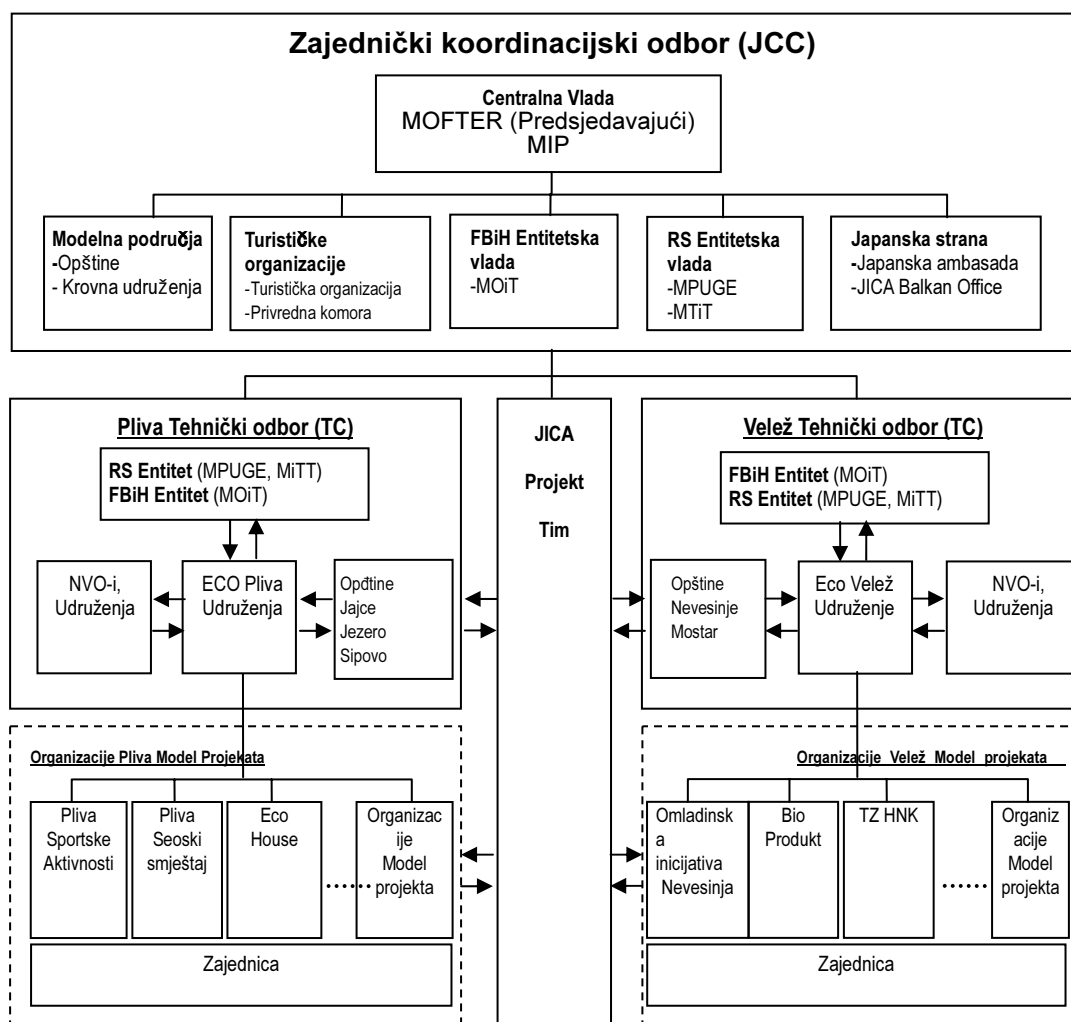 Zajednički koordinacijski odbor (JCC)
Centralna Vlada
MOFTER (Predsjedavajući)
MIP
Modelna područja
-Opštine
- Krovna udruženja
Turističke
organizacije
-Turistička organizacija
-Privredna komora
FBiH Entitetska
vlada
-MOiT
RS Entitetska
vlada
-MPUGE
-MTiT
Japanska strana
-Japanska ambasada
-JICA Balkan Office
Pliva Tehnički odbor (TC)
RS Entitet (MPUGE, MiTT)
FBiH Entitet (MOiT)
NVO-i,
Udruženja
ECO Pliva
Udruženja
Opđtine
Jajce
Jezero
Sipovo
JICA
Projekt
Tim
Velež Tehnički odbor (TC)
FBiH Entitet (MOiT)
RS Entitet (MPUGE, MiTT)
Opštine
Nevesinje
Mostar
Eco Velež
Udruženje
NVO-i,
Udruženja
Organizacije Pliva Model Projekata
Pliva
Sportske
Aktivnosti
Pliva
Seoski
smještaj
Eco
House
......
Organizac
ije
Model
projekta
Zajednica
Organizacije Velež Model projekata
Omladinsk
a
inicijativa
Nevesinja
Bio
Produkt
TZ HNK
......
Organiz
acije
Model
projekta
Zajednica